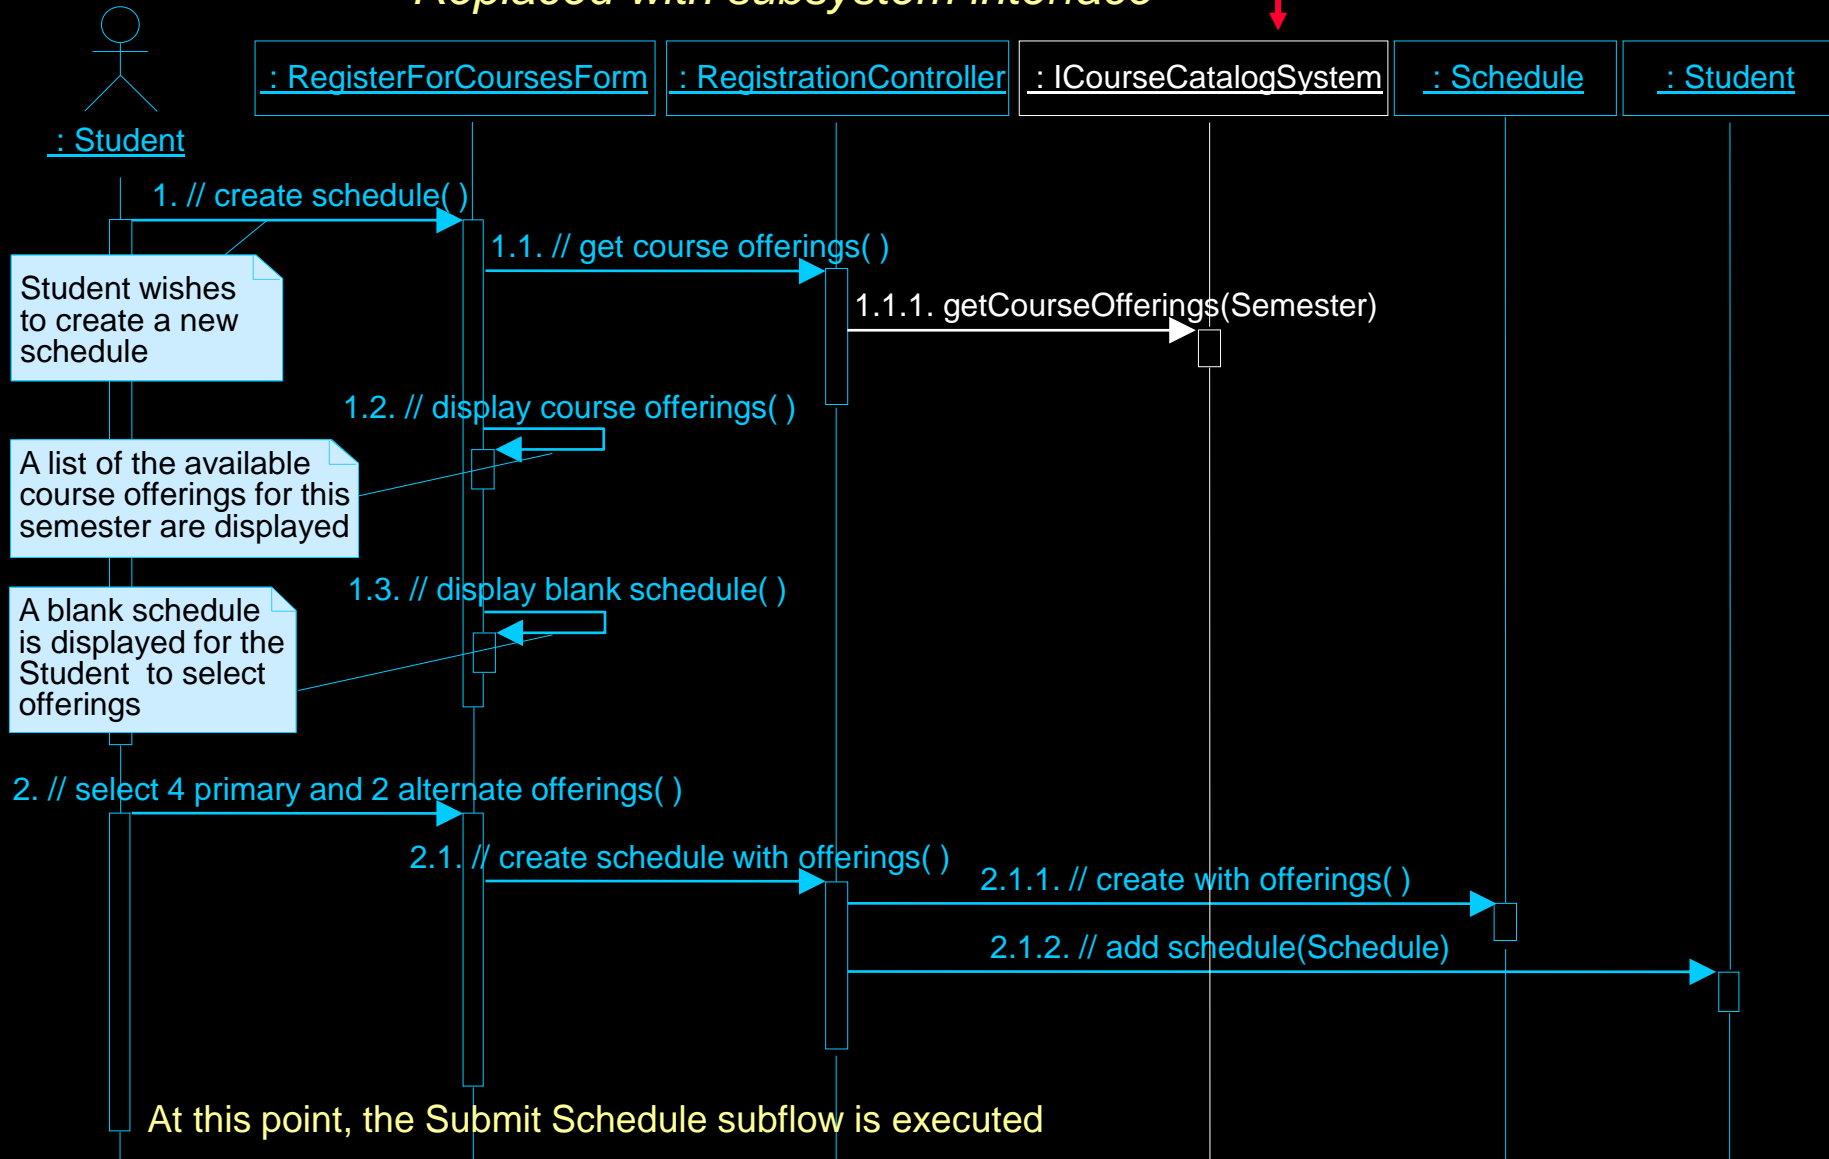 Replaced with subsystem interface
: RegisterForCoursesForm
: RegistrationController
: ICourseCatalogSystem
: Schedule
: Student
: Student
1. // create schedule( )
1.1. // get course offerings( )
Student wishes
to create a new
schedule
1.1.1. getCourseOfferings(Semester)
1.2. // display course offerings( )
A list of the available
course offerings for this
semester are displayed
1.3. // display blank schedule( )
A blank schedule
is displayed for the
Student  to select
offerings
2. // select 4 primary and 2 alternate offerings( )
2.1. // create schedule with offerings( )
2.1.1. // create with offerings( )
2.1.2. // add schedule(Schedule)
At this point, the Submit Schedule subflow is executed